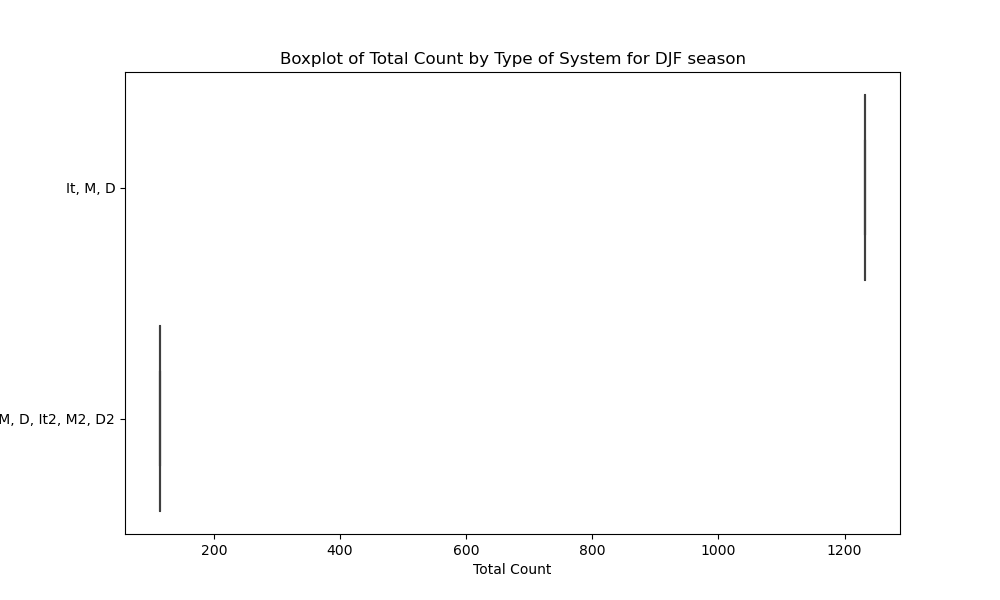 Boxplot of Total Count by Type of System for DJF season
It, M, D
M, D, It2, M2, D2
200 400 600 800 1000 1200
Total Count